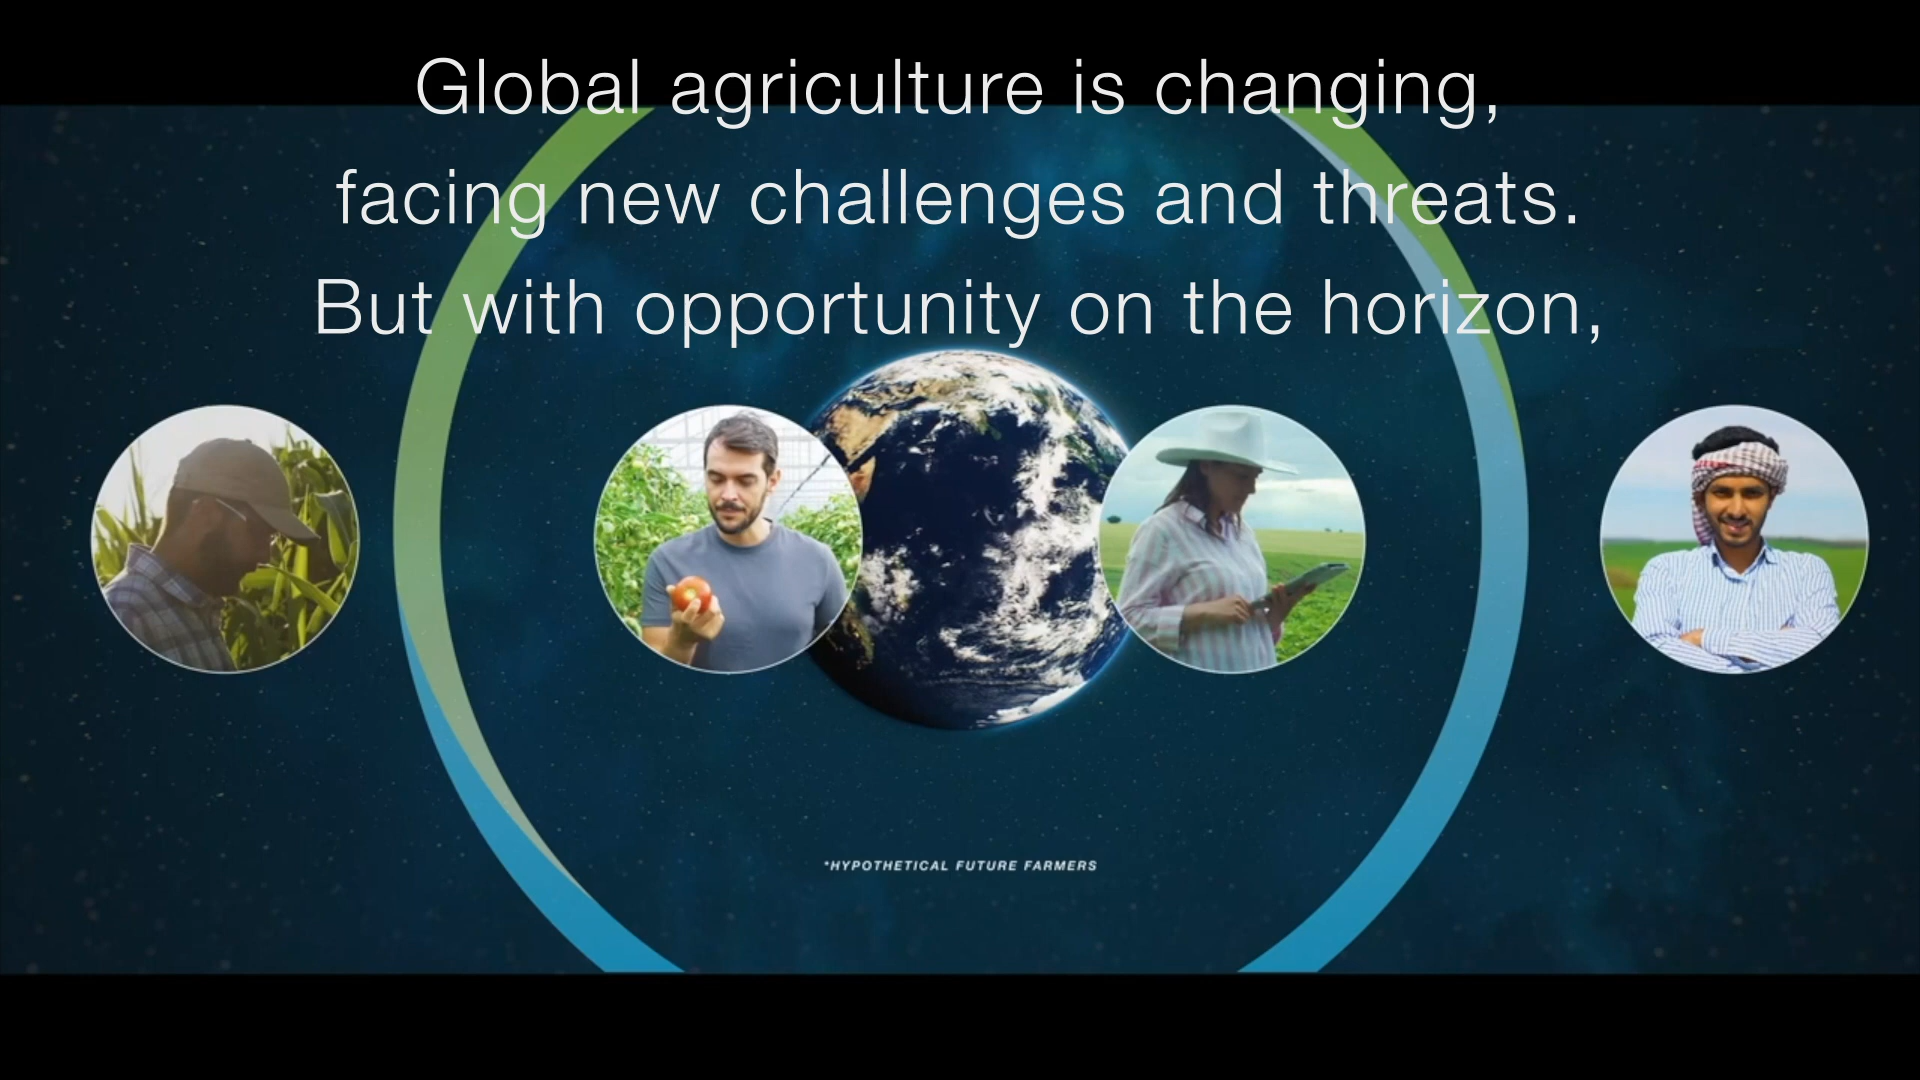 Global agriculture is changing,
facing new challenges and threats.
But with opportunity on the horizon,
*HYPOTHETICAL FUTURE FARMERS